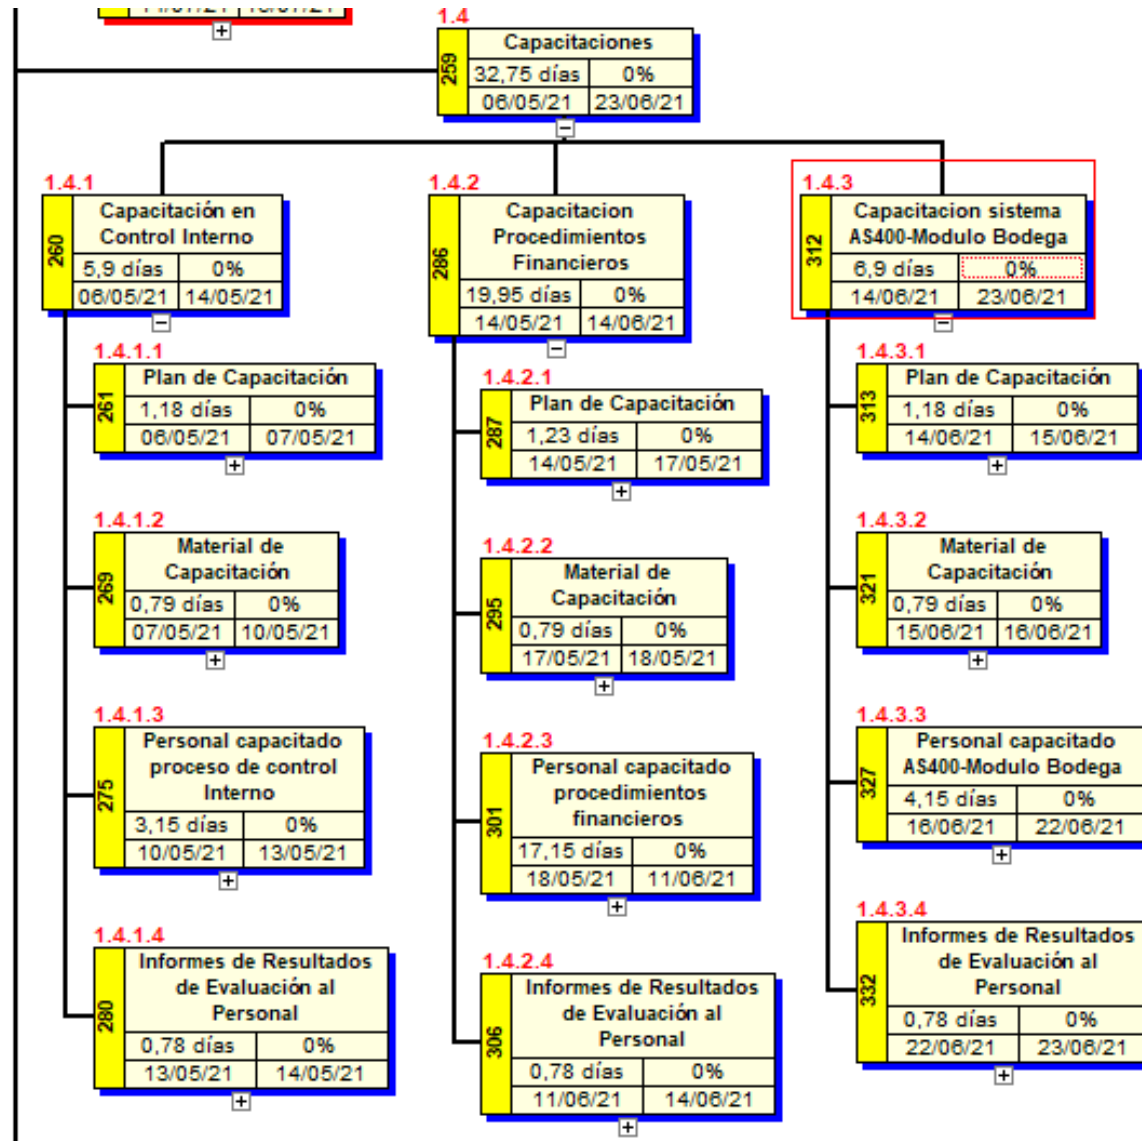 1.4
259
Capacitaciones
32,75 días 0%
06/05/21 23/06/21
1.4.1
260
Capacitación en
Control Interno
5,9 días 0%
06/05/21 14/05/21
1.4.1.1
261
Plan de Capacitación
1,18 días 0%
06/05/21 07/05/21
1.4.1.2
269
Material de
Capacitación
0,79 días 0%
07/05/21 10/05/21
1.4.1.3
275
Personal capacitado
proceso de control
Interno
3,15 días 0%
10/05/21 13/05/21
1.4.1.4
280
Informes de Resultados
de Evaluación al
Personal
0,78 días 0%
13/05/21 14/05/21
1.4.2
286
Capacitacion
Procedimientos
Financieros
19,95 días 0%
14/05/21 14/06/21
1.4.2.1
287
Plan de Capacitación
1,23 días 0%
14/05/21 17/05/21
1.4.2.2
295
Material de
Capacitación
0,79 días 0%
17/05/21 18/05/21
1.4.2.3
301
Personal capacitado
procedimientos
financieros
17,15 días 0%
18/05/21 11/06/21
1.4.2.4
306
Informes de Resultados
de Evaluación al
Personal
0,78 días 0%
11/06/21 14/06/21
1.4.3
312
Capacitacion sistema
AS400-Modulo Bodega
6,9 días 0%
14/06/21 23/06/21
1.4.3.1
313
Plan de Capacitación
1,18 días 0%
14/06/21 15/06/21
1.4.3.2
321
Material de
Capacitación
0,79 días 0%
15/06/21 16/06/21
1.4.3.3
327
Personal capacitado
AS400-Modulo Bodega
4,15 días 0%
16/06/21 22/06/21
1.4.3.4
332
Informes de Resultados
de Evaluación al
Personal
0,78 días 0%
22/06/21 23/06/21